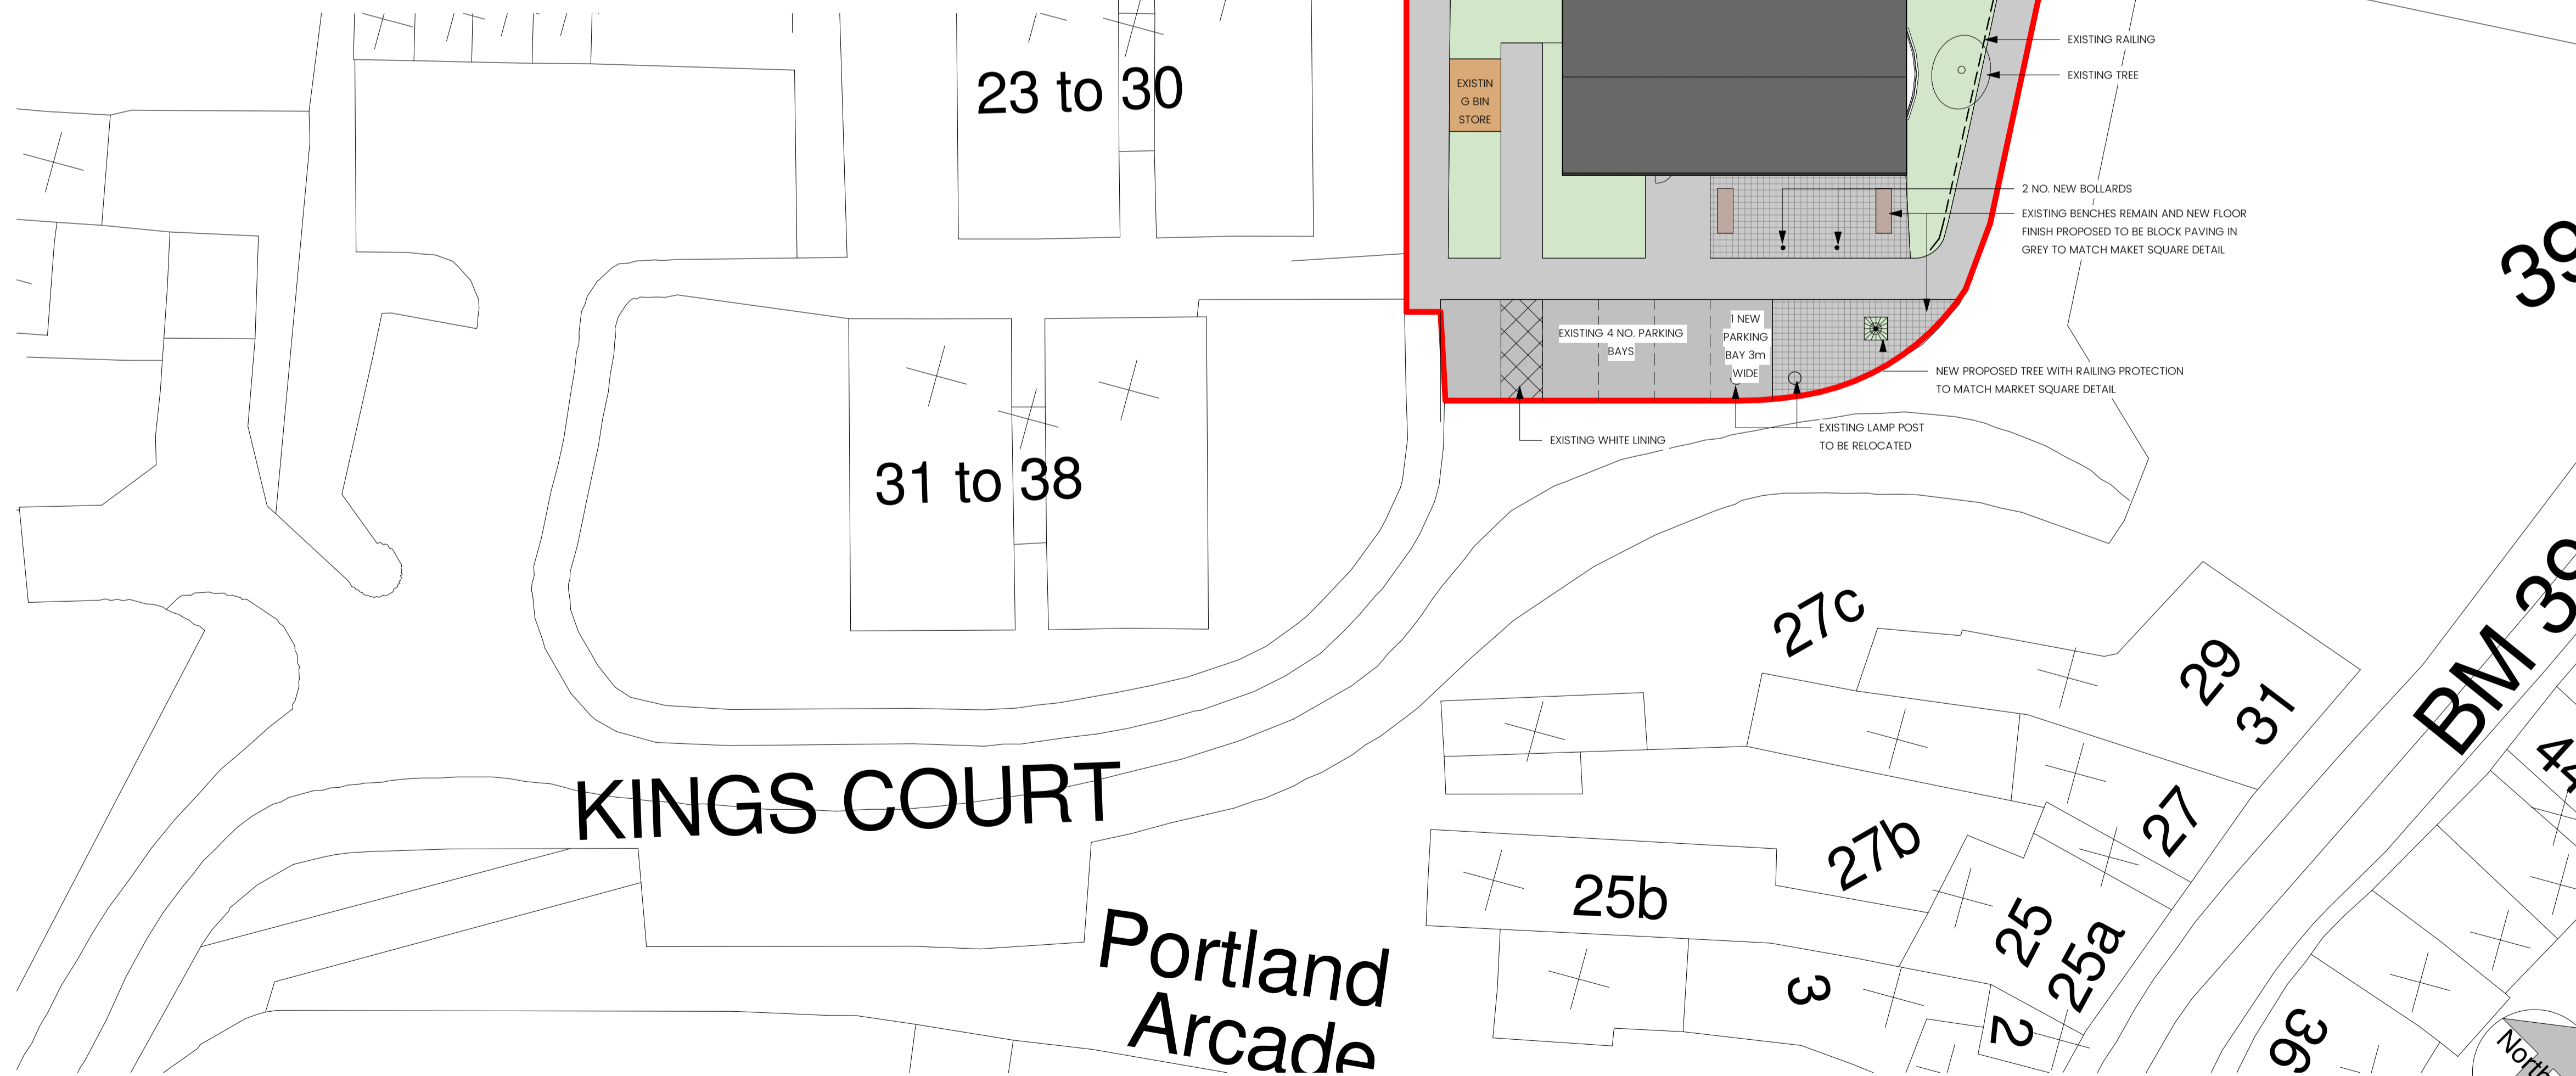 23 to 30
EXISTIN
G BIN
STORE
EXISTING RAILING
EXISTING TREE
2 NO. NEW BOLLARDS
EXISTING BENCHES REMAIN AND NEW FLOOR
FINISH PROPOSED TO BE BLOCK PAVING IN
GREY TO MATCH MAKET SQUARE DETAIL
39
EXISTING 4 NO. PARKING
BAYS
1 NEW
PARKING
BAY 3m
WIDE
NEW PROPOSED TREE WITH RAILING PROTECTION
TO MATCH MARKET SQUARE DETAIL
EXISTING WHITE LINING
EXISTING LAMP POST
TO BE RELOCATED
31 to 38
27c
29
31
BM 39
44
KINGS COURT
27
27b
25b
25
25a
Portland
Arcade
3
2
36
North